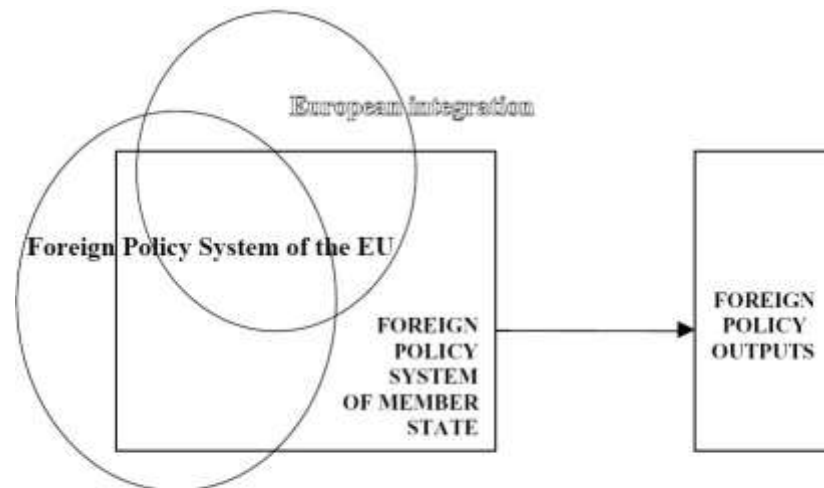 European integration
Foreign Policy System of the EU
FOREIGN
POLICY
SYSTEM
OF MEMBER
STATE
FOREIGN
POLICY
OUTPUTS